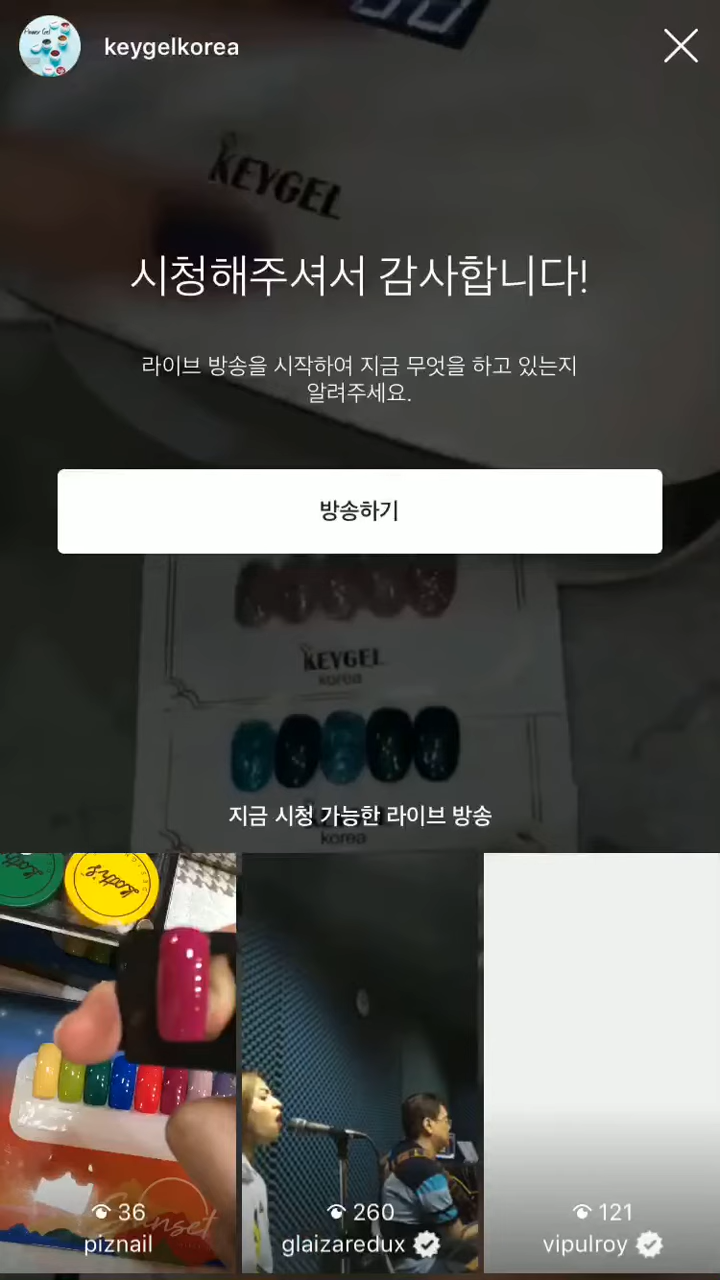 keygelkorea
KEYGEL
시청해주셔서 감사합니다!
라이브 방송을 시작하여 지금 무엇을 하고 있는지
알려주세요.
방송하기
KEYGEL
korea
지금 시청 가능한 라이브 방송
korea
36
piznail
260
glaizaredux
121
vipulroy
Sunset